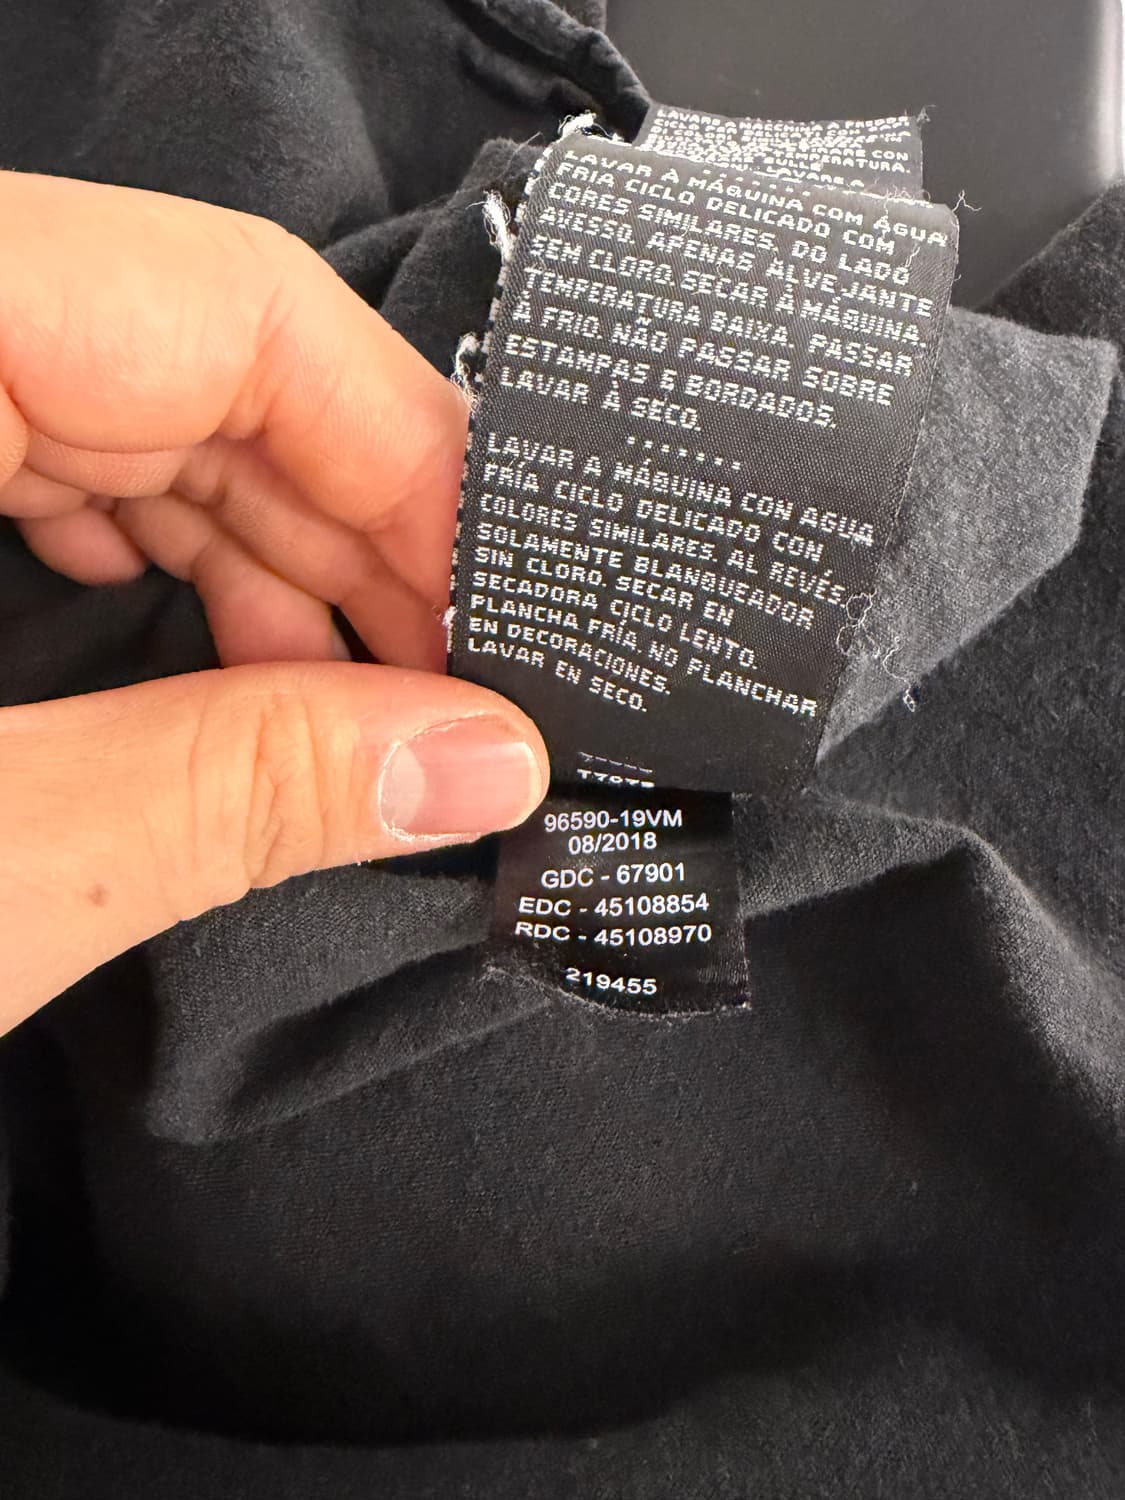 LAVAR À MÁQUINA COM ÁGUA
FRIA CICLO DELICADO COM
CORES SIMILARES, DO LADO
AVESSO. APENAS ALVEJANTE
SEM CLORO. SECAR À MÁQUINA.
TEMPERATURA BAIXA. PASSAR
À FRIO. NÃO PASSAR SOBRE
ESTAMPAS & BORDADOS.
LAVAR À SECO.
.......
LAVAR A MÁQUINA CON AGUA
FRÍA CICLO DELICADO CON
COLORES SIMILARES, AL REVÉS.
SOLAMENTE BLANQUEADOR
SIN CLORO. SECAR EN
SECADORA CICLO LENTO.
PLANCHA FRÍA. NO PLANCHAR
EN DECORACIONES.
LAVAR EN SECO.
96590-19VM
08/2018
GDC - 67901
EDC - 45108854
RDC - 45108970
219455